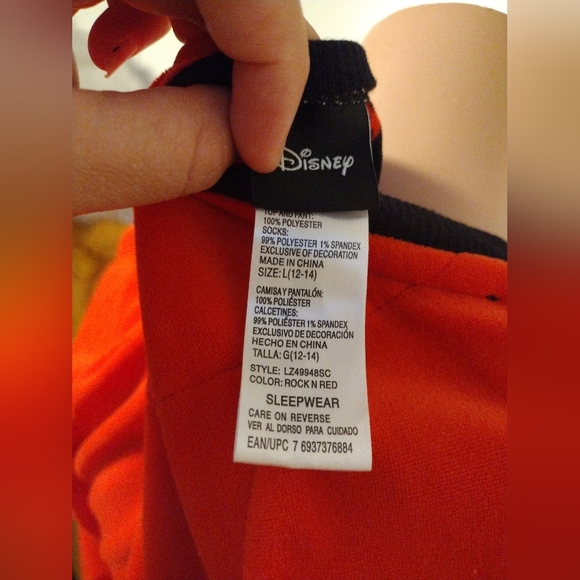 Disney
TOP AND PANT:
100% POLYESTER
SOCKS:
99% POLYESTER 1% SPANDEX
EXCLUSIVE OF DECORATION
MADE IN CHINA
SIZE: L(12-14)
CAMISA Y PANTALÓN:
100% POLIÉSTER
CALCETINES:
99% POLIÉSTER 1% SPANDEX
EXCLUSIVO DE DECORACIÓN
HECHO EN CHINA
TALLA: G(12-14)
STYLE: LZ49948SC
COLOR: ROCK N RED
SLEEPWEAR
CARE ON REVERSE
VER AL DORSO PARA CUIDADO
EAN/UPC 7 6937376884